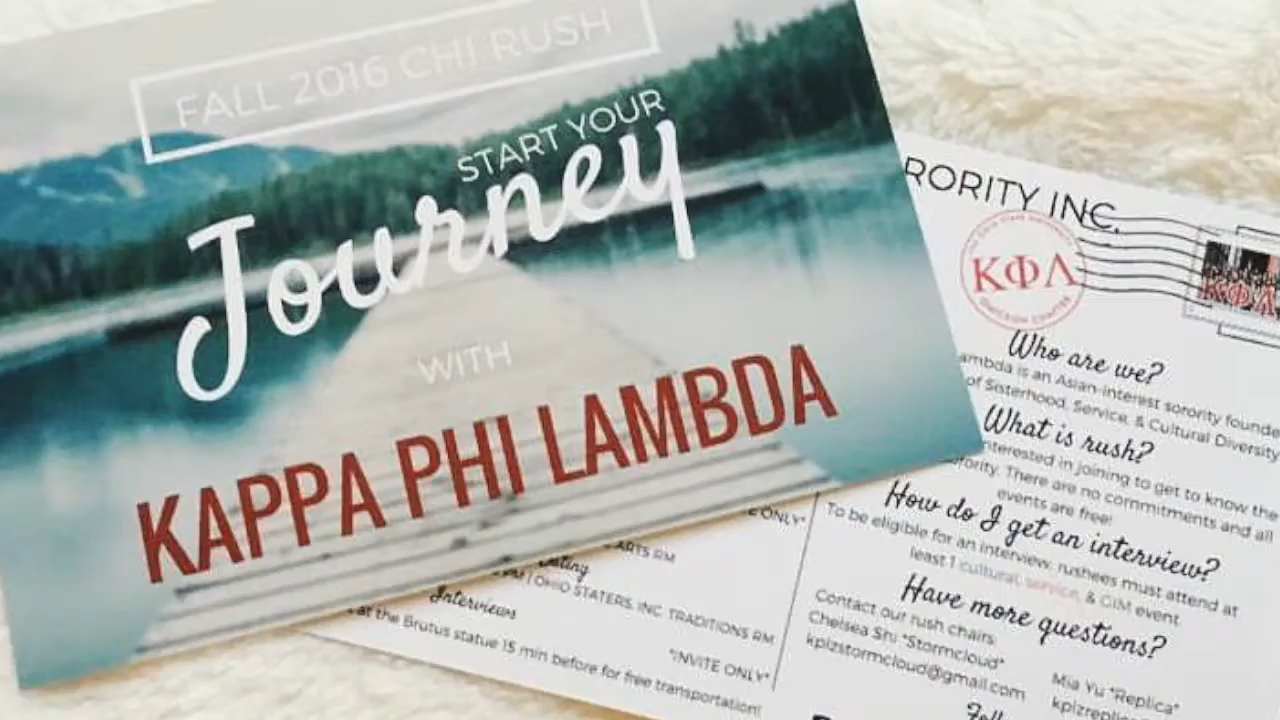 FALL 2016 CHI RUSH
START YOUR
Journey
WITH
KAPPA PHI LAMBDA
RORITY INC.
ΚΦΛ
ΚΦΛ
Who are we?
ambda is an Asian-interest sorority founde
of Sisterhood, Service, & Cultural Diversity
What is rush?
nterested in joining to get to know the
rority. There are no commitments and all
events are free!
How do I get an interview?
To be eligible for an interview, rushees must attend at
least 1 cultural, service, & GIM event.
Have more questions?
Contact our rush chairs:
Chelsea Shi "Stormcloud"
kplzstormcloud@gmail.com
Mia Yu "Replica"
kplzrepli
E ONLY*
ARTS RM
OHIO STATERS, INC. TRADITIONS RM
Interviews
*INVITE ONLY*
at the Brutus statue 15 min before for free transportation!